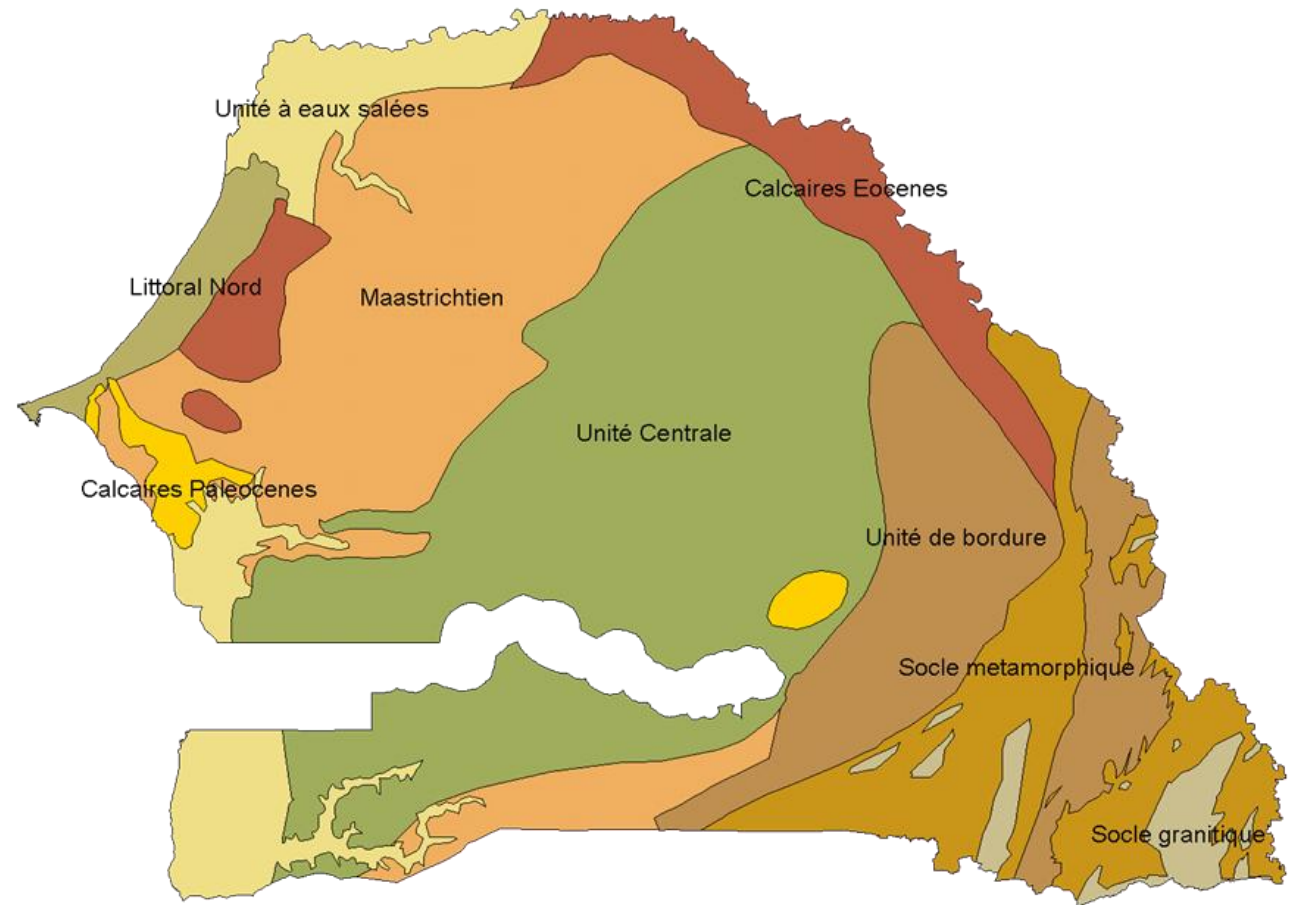 Unité à eaux salées
Calcaires Eocenes
Littoral Nord
Maastrichtien
Unité Centrale
Calcaires Paleocenes
Unité de bordure
Socle metamorphique
Socle granitique